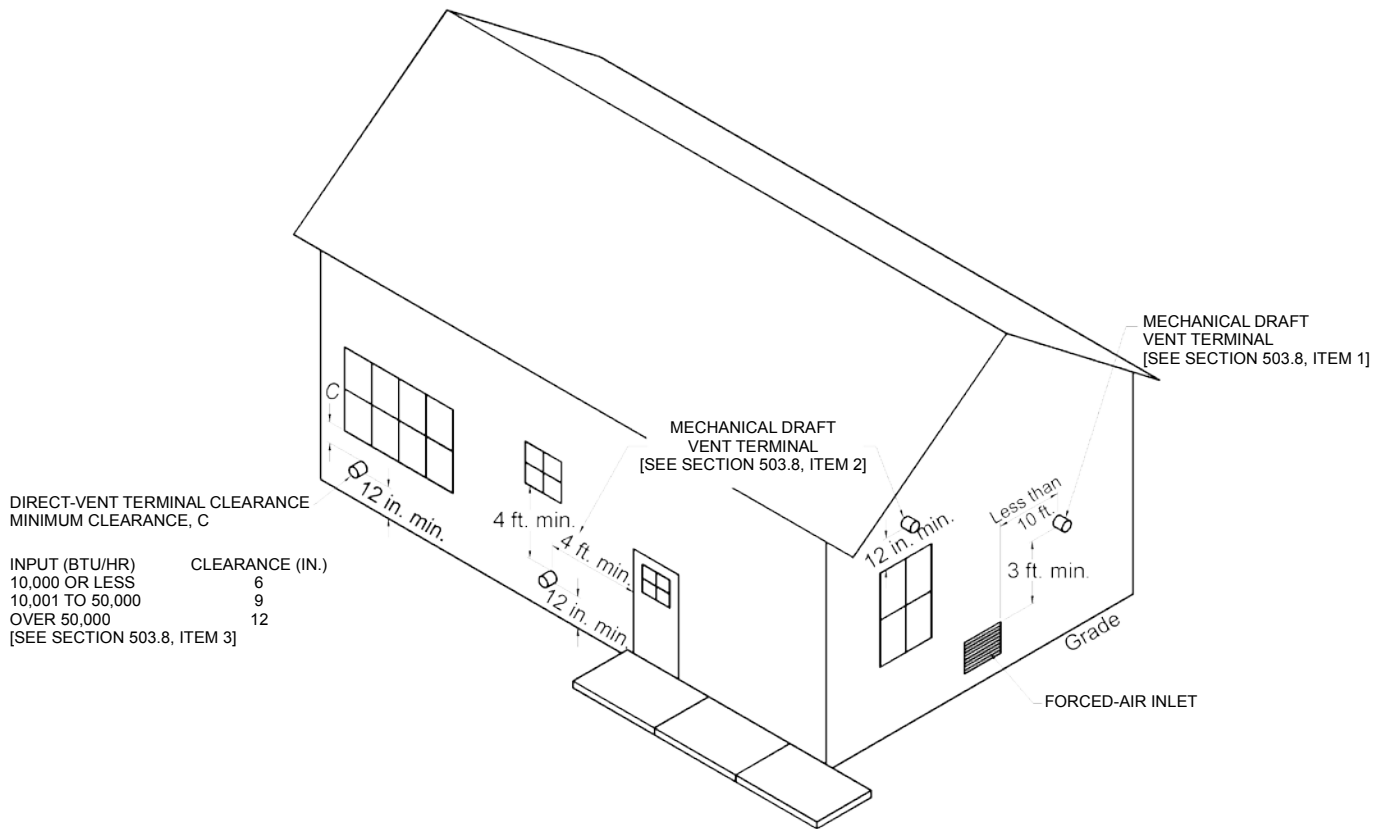 MECHANICAL DRAFT
VENT TERMINAL
[SEE SECTION 503.8, ITEM 1]
MECHANICAL DRAFT
VENT TERMINAL
[SEE SECTION 503.8, ITEM 2]
C
12 in. min.
4 ft. min.
4 ft. min.
12 in. min.
12 in. min.
Less than
10 ft.
3 ft. min.
Grade
FORCED-AIR INLET
DIRECT-VENT TERMINAL CLEARANCE
MINIMUM CLEARANCE, C
INPUT (BTU/HR) CLEARANCE (IN.)
10,000 OR LESS 6
10,001 TO 50,000 9
OVER 50,000 12
[SEE SECTION 503.8, ITEM 3]